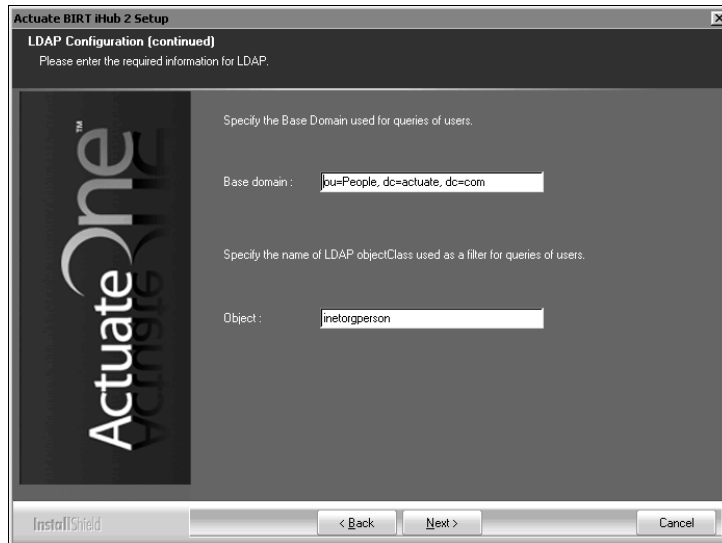 Actuate BIRT iHub 2 Setup
LDAP Configuration (continued)
Please enter the required information for LDAP.
ActuateOne™
Specify the Base Domain used for queries of users.
Base domain :
ou=People, dc=actuate, dc=com
Specify the name of LDAP objectClass used as a filter for queries of users.
Object :
inetorgperson
InstallShield
< Back
Next >
Cancel